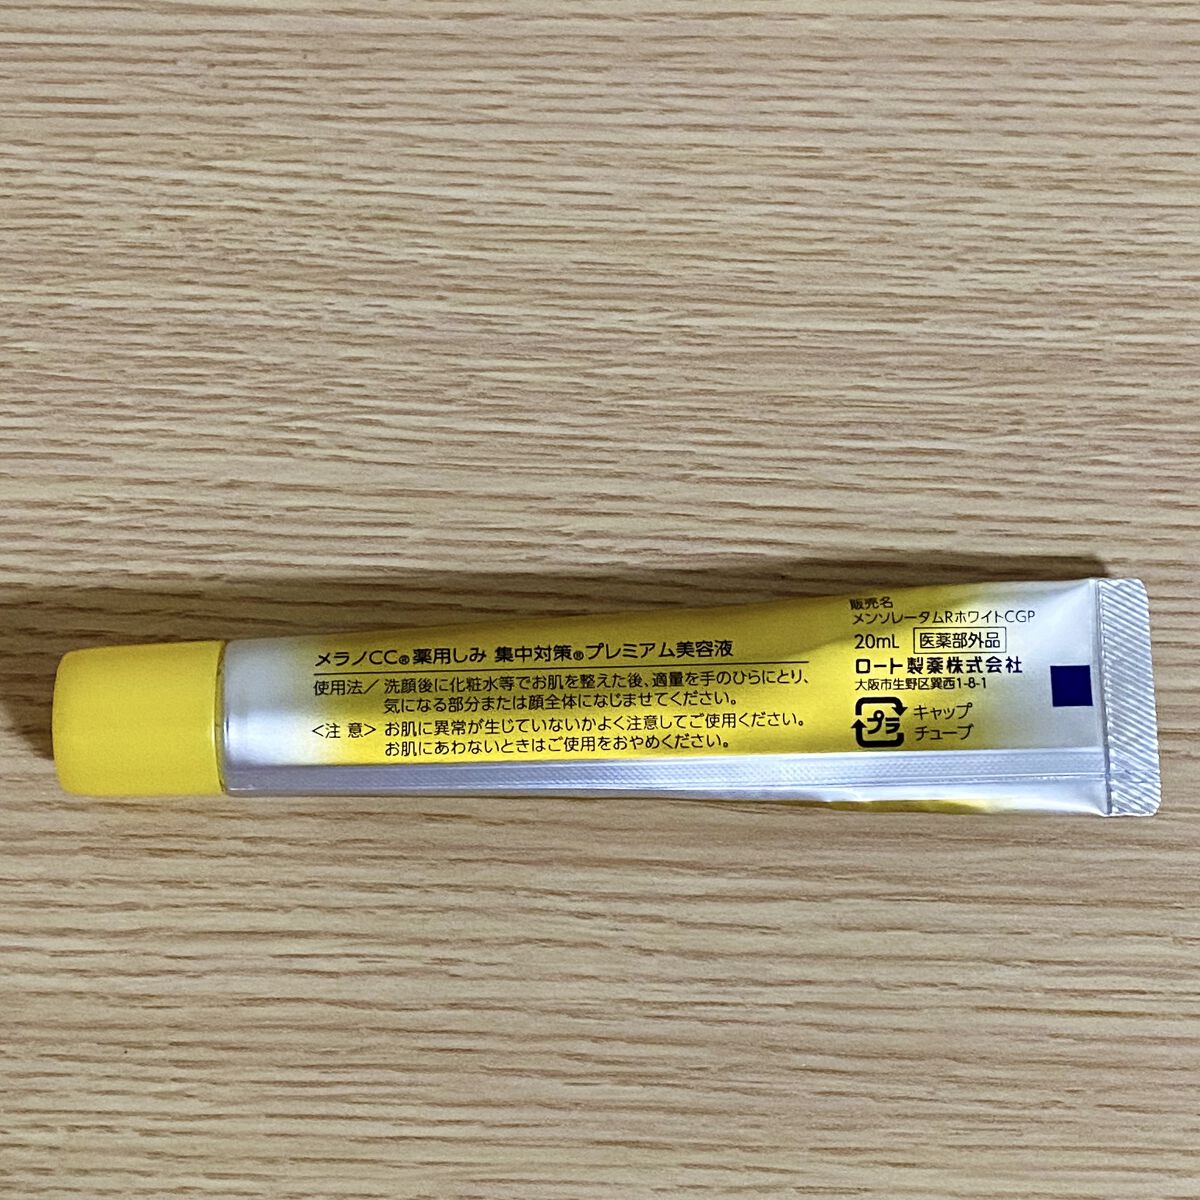 メラノCC®薬用しみ 集中対策®プレミアム美容液
使用法／洗顔後に化粧水等でお肌を整えた後、適量を手のひらにとり、
気になる部分または顔全体になじませてください。
＜注 意＞お肌に異常が生じていないかよく注意してご使用ください。
お肌にあわないときはご使用をおやめください。
販売名
メンソレータムRホワイトCGP
20mL 医薬部外品
ロート製薬株式会社
大阪市生野区巽西1-8-1
プラ
キャップ
チューブ